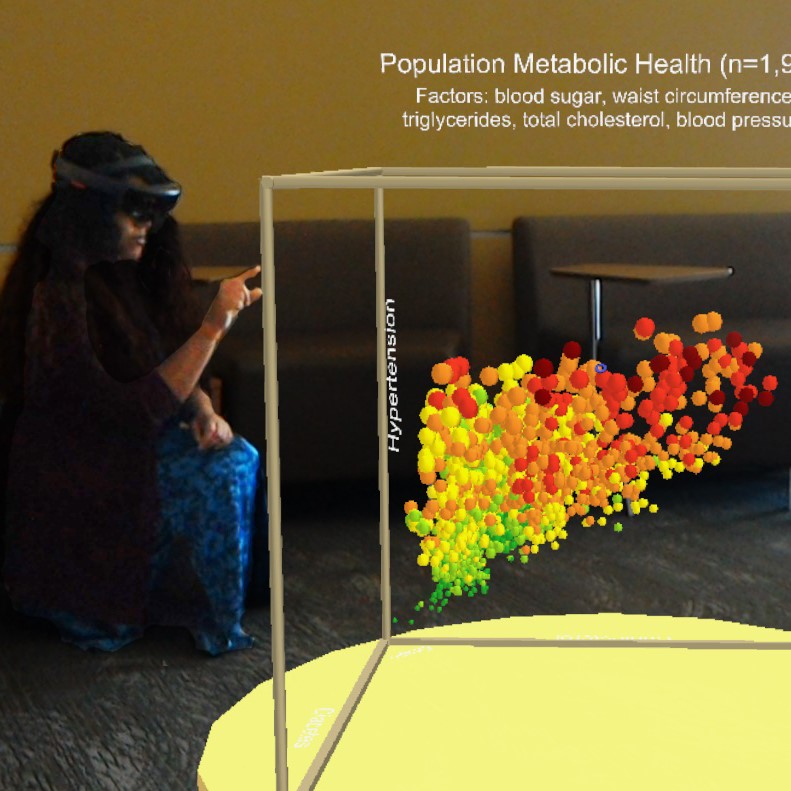 Population Metabolic Health (n=1,9
Factors: blood sugar, waist circumference
triglycerides, total cholesterol, blood pressu
Hypertension